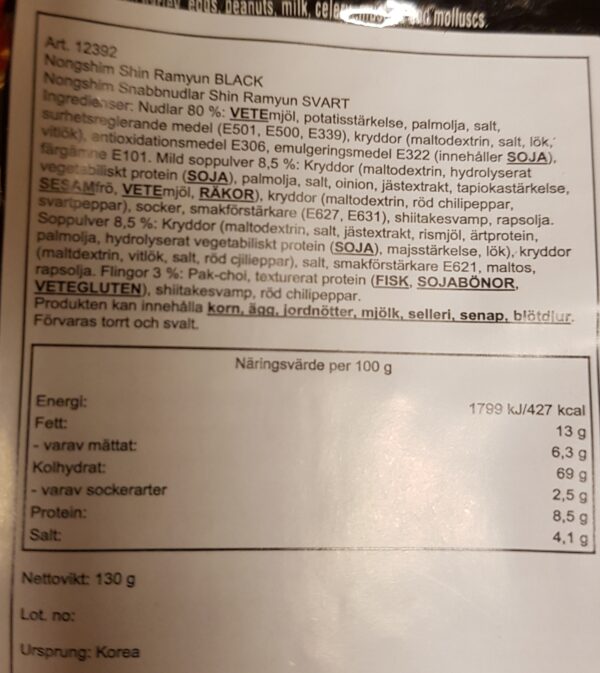 eggs, peanuts, milk, molluscs.
Art. 12392
Nongshim Shin Ramyun BLACK
Nongshim Snabbnudlar Shin Ramyun SVART
Ingredienser: Nudlar 80 %: VETEmjöl, potatisstärkelse, palmolja, salt,
surhetsreglerande medel (E501, E500, E339), kryddor (maltodextrin, salt, lök,
vitlök), antioxidationsmedel E306, emulgeringsmedel E322 (innehåller SOJA),
färgämne E101. Mild soppulver 8,5 %: Kryddor (maltodextrin, hydrolyserat
vegetabiliskt protein (SOJA), palmolja, salt, oinion, jästextrakt, tapiokastärkelse,
SESAMfrö, VETEmjöl, RÄKOR), kryddor (maltodextrin, röd chilipeppar,
svartpeppar), socker, smakförstärkare (E627, E631), shiitakesvamp, rapsolja.
Soppulver 8,5 %: Kryddor (maltodextrin, salt, jästextrakt, rismjöl, ärtprotein,
palmolja, hydrolyserat vegetabiliskt protein (SOJA), majsstärkelse, lök), kryddor
(maltdextrin, vitlök, salt, röd cjilieppar), salt, smakförstärkare E621, maltos,
rapsolja. Flingor 3 %: Pak-choi, texturerat protein (FISK, SOJABÖNOR,
VETEGLUTEN), shiitakesvamp, röd chilipeppar.
Produkten kan innehålla korn, ägg, jordnötter, mjölk, selleri, senap, blötdjur.
Förvaras torrt och svalt.
Näringsvärde per 100 g
Energi: 1799 kJ/427 kcal
Fett: 13 g
- varav mättat: 6,3 g
Kolhydrat: 69 g
- varav sockerarter 2,5 g
Protein: 8,5 g
Salt: 4,1 g
Nettovikt: 130 g
Lot. no:
Ursprung: Korea